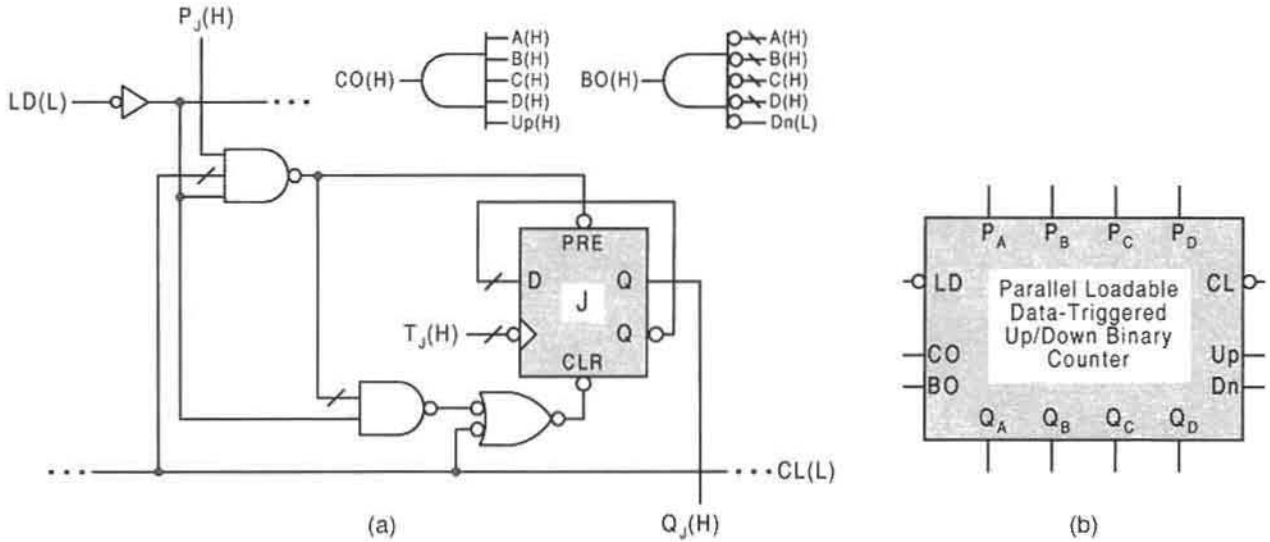 P_J(H)
LD(L)
CO(H)
A(H)
B(H)
C(H)
D(H)
Up(H)
BO(H)
A(H)
B(H)
C(H)
D(H)
Dn(L)
PRE
D
Q
J
T_J(H)
Q
CLR
CL(L)
Q_J(H)
(a)
P_A P_B P_C P_D
LD
CL
Parallel Loadable
Data-Triggered
Up/Down Binary
Counter
CO
Up
BO
Dn
Q_A Q_B Q_C Q_D
(b)